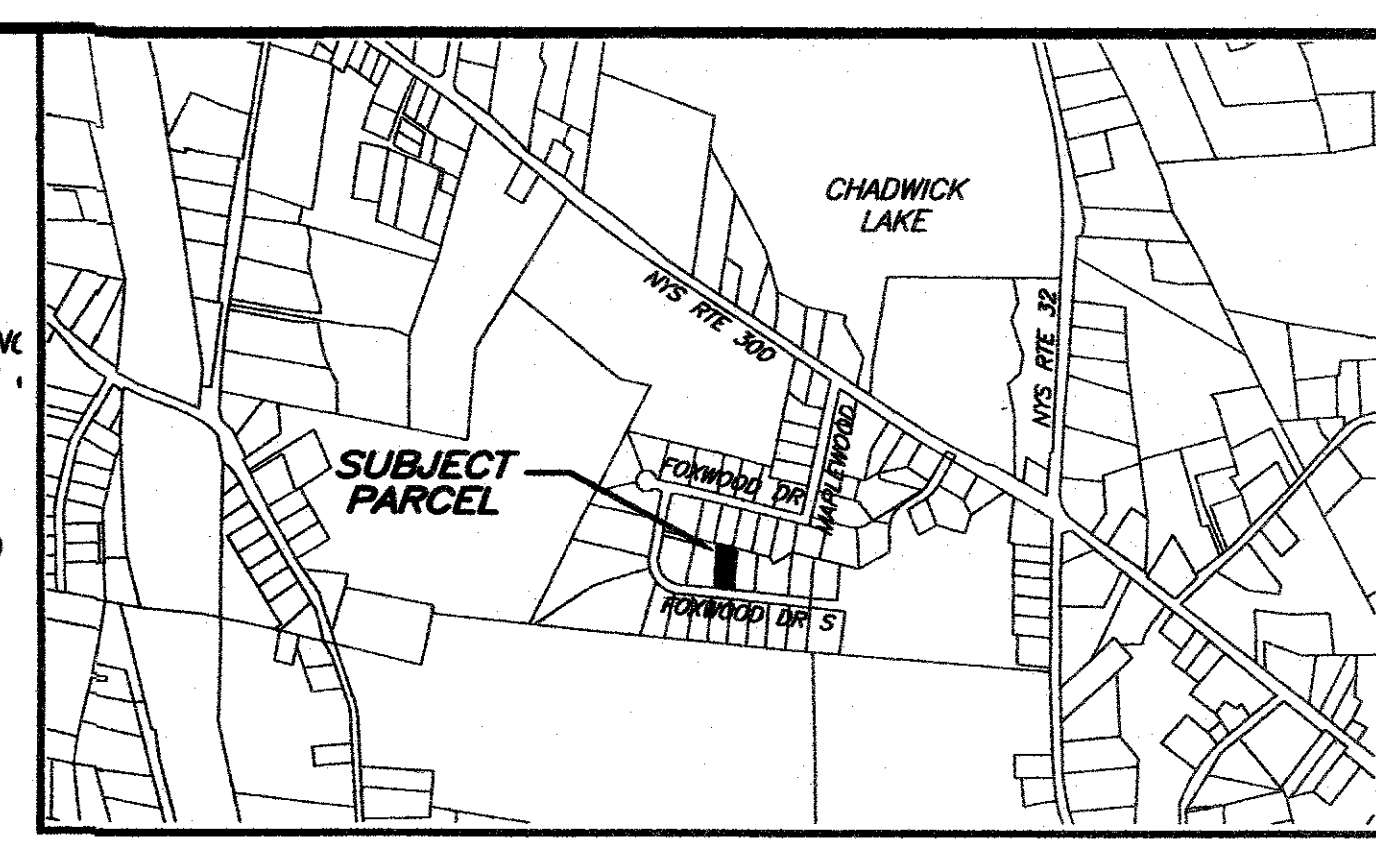 CHADWICK
LAKE
NYS RTE 300
NYS RTE 32
MAPLEWOOD
SUBJECT
PARCEL
FOXWOOD DR
FOXWOOD DR S